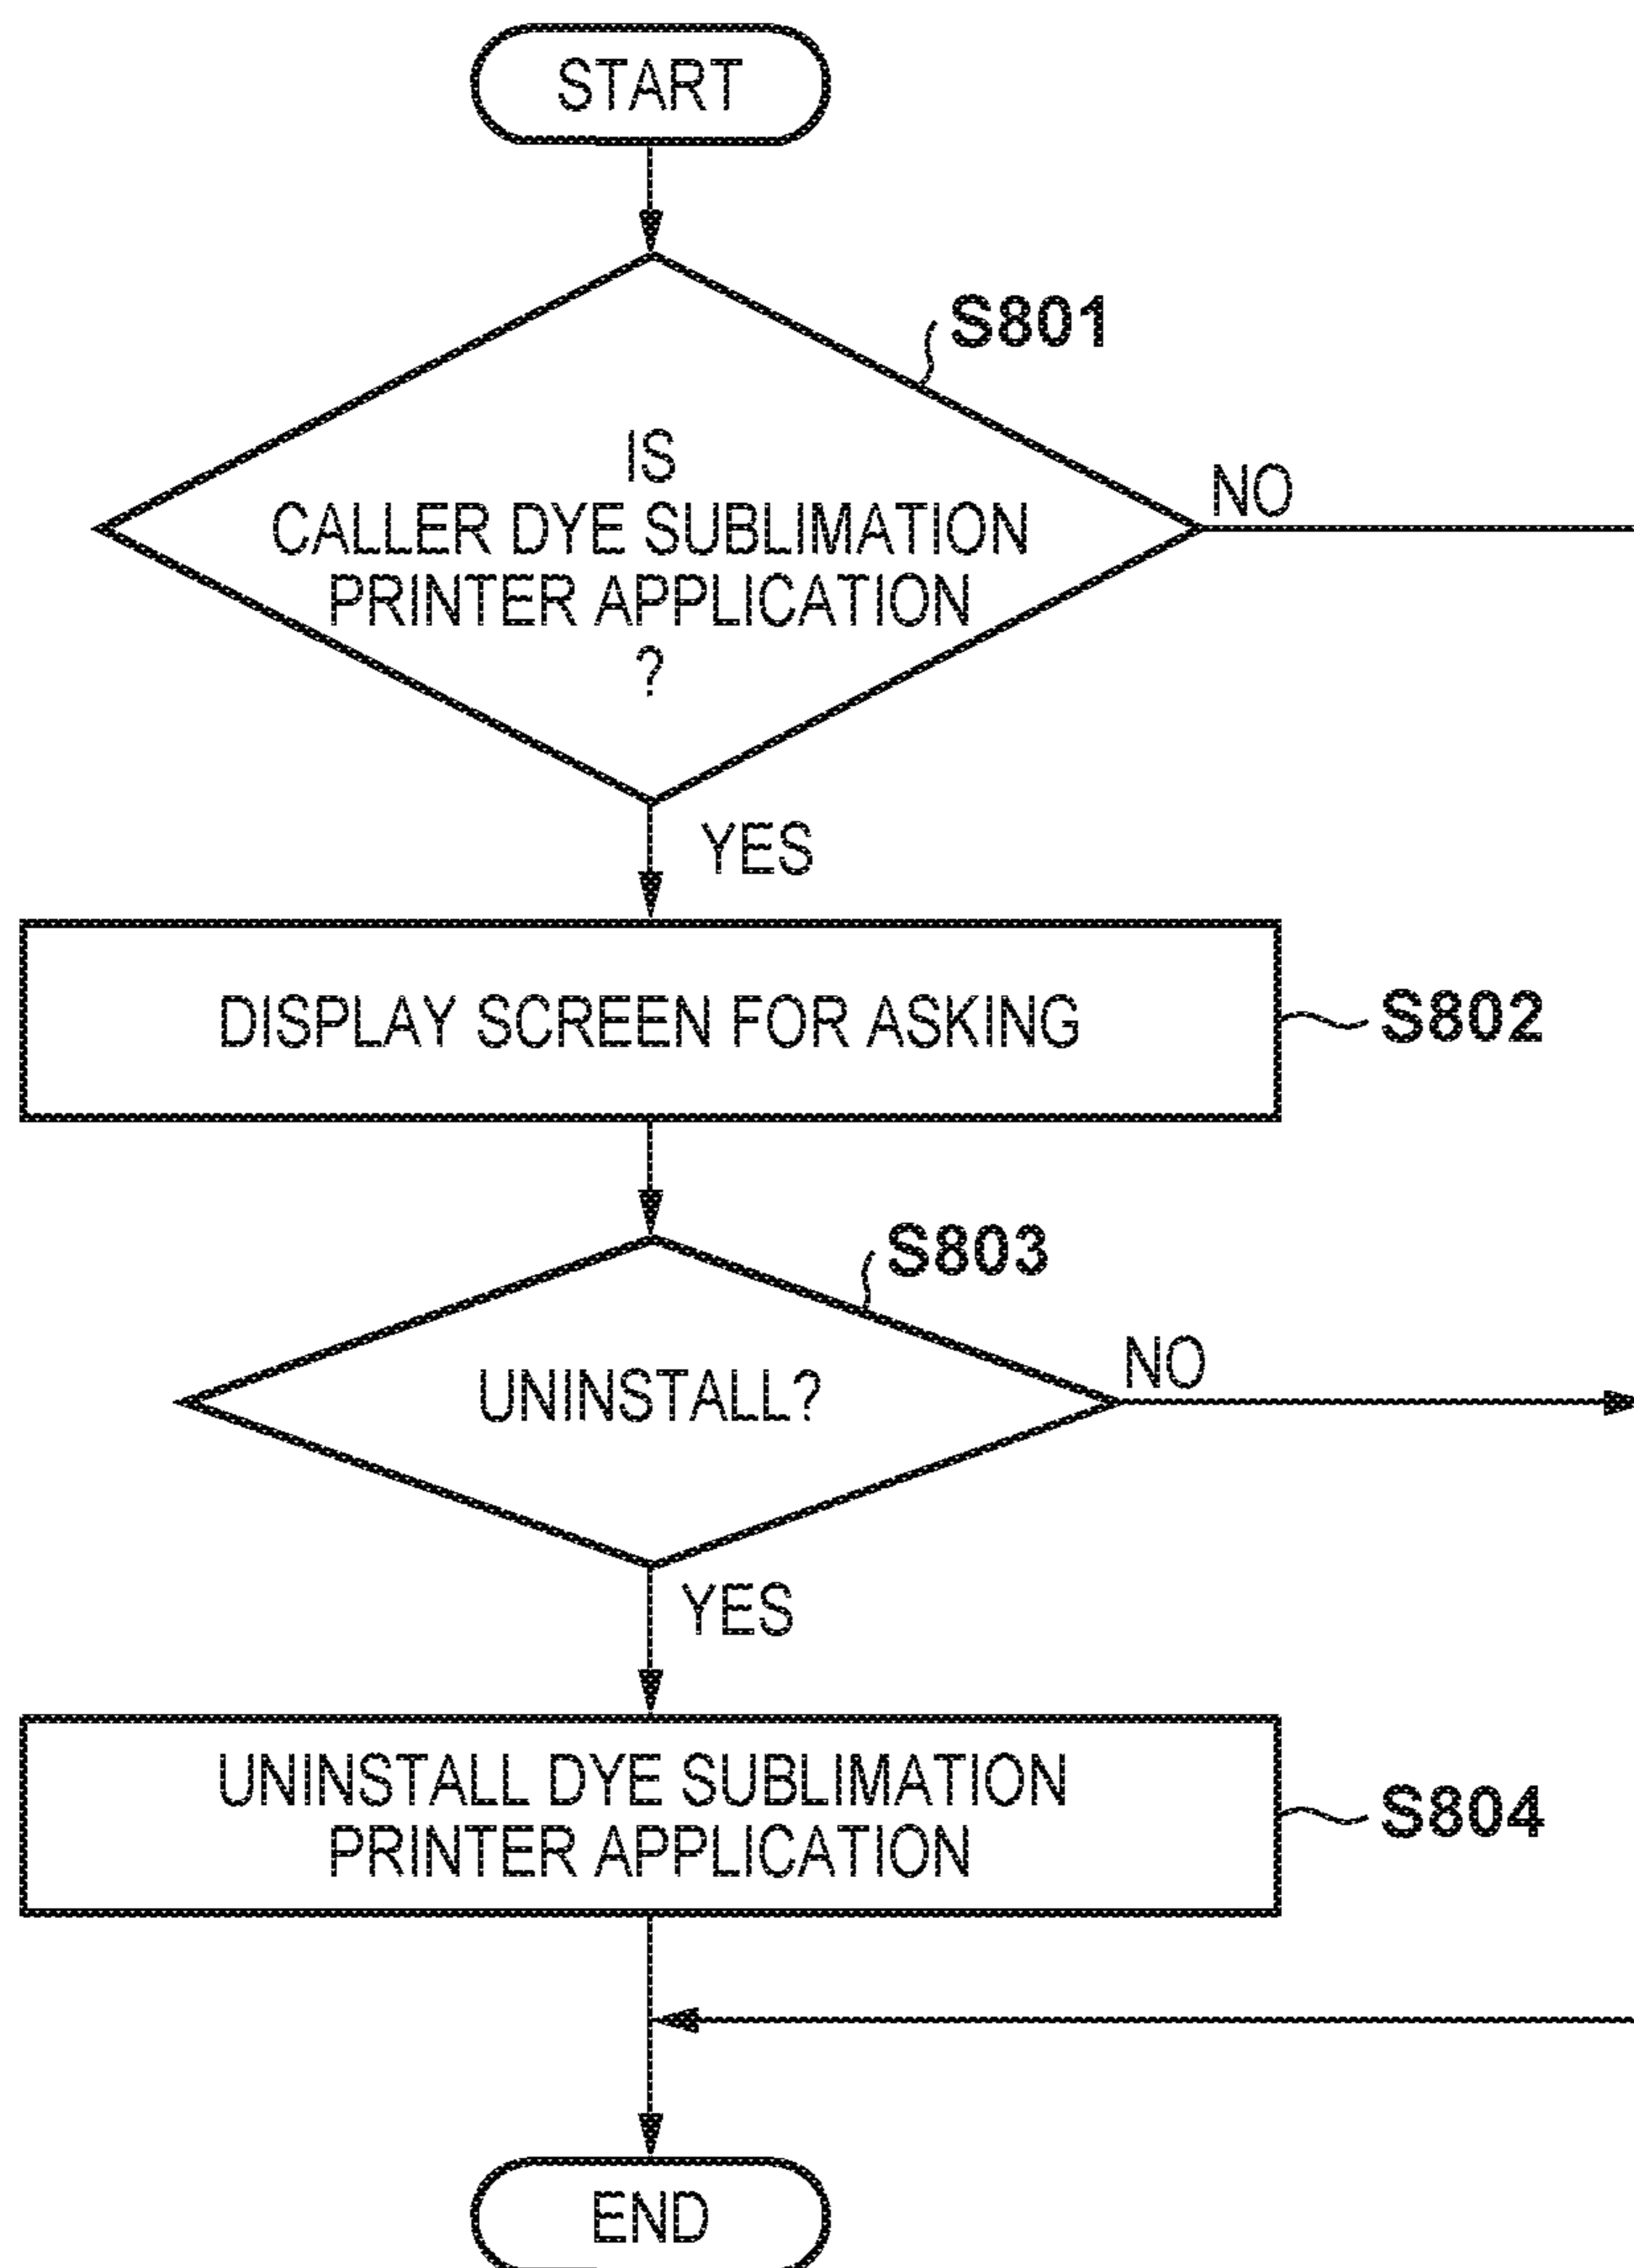 START
S801
IS
CALLER DYE SUBLIMATION
PRINTER APPLICATION
?
NO
YES
DISPLAY SCREEN FOR ASKING
S802
S803
UNINSTALL?
NO
YES
UNINSTALL DYE SUBLIMATION
PRINTER APPLICATION
S804
END